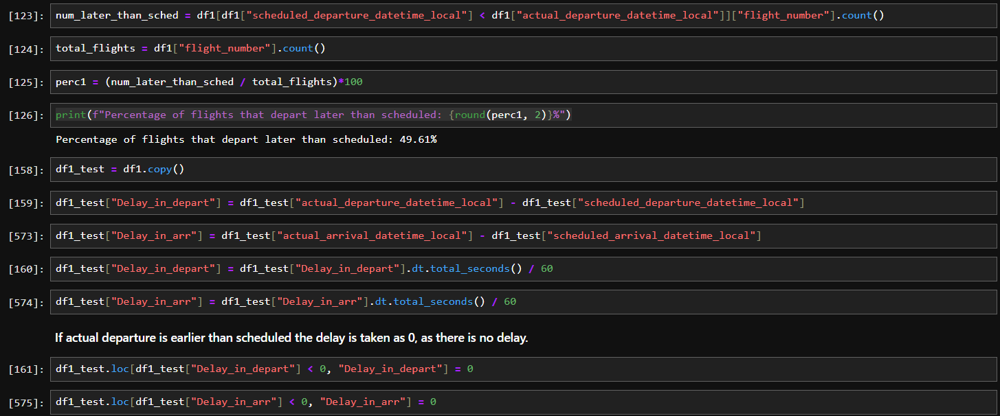 [123]: num_later_than_sched = df1[df1["scheduled_departure_datetime_local"] < df1["actual_departure_datetime_local"]]["flight_number"].count()
[124]: total_flights = df1["flight_number"].count()
[125]: perc1 = (num_later_than_sched / total_flights)*100
[126]: print(f"Percentage of flights that depart later than scheduled: {round(perc1, 2)}%")
Percentage of flights that depart later than scheduled: 49.61%
[158]: df1_test = df1.copy()
[159]: df1_test["Delay_in_depart"] = df1_test["actual_departure_datetime_local"] - df1_test["scheduled_departure_datetime_local"]
[573]: df1_test["Delay_in_arr"] = df1_test["actual_arrival_datetime_local"] - df1_test["scheduled_arrival_datetime_local"]
[160]: df1_test["Delay_in_depart"] = df1_test["Delay_in_depart"].dt.total_seconds() / 60
[574]: df1_test["Delay_in_arr"] = df1_test["Delay_in_arr"].dt.total_seconds() / 60
If actual departure is earlier than scheduled the delay is taken as 0, as there is no delay.
[161]: df1_test.loc[df1_test["Delay_in_depart"] < 0, "Delay_in_depart"] = 0
[575]: df1_test.loc[df1_test["Delay_in_arr"] < 0, "Delay_in_arr"] = 0